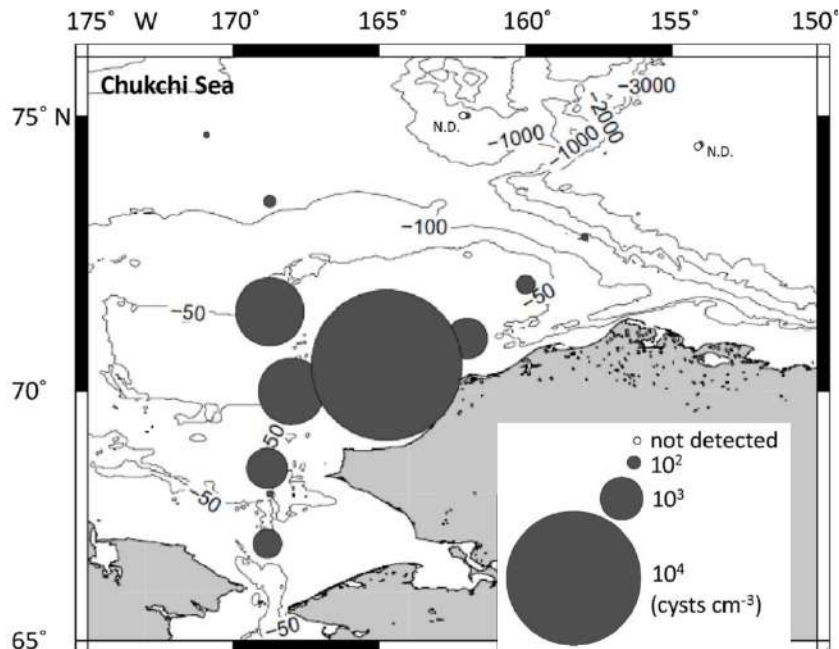 175° W 170° 165° 160° 155° 150°
Chukchi Sea
−3000
75° N
N.D.
−1000
−2000
−1000
N.D.
−100
−50
−50
70°
−50
−50
not detected
10²
10³
10⁴
(cysts cm⁻³)
−50
65°